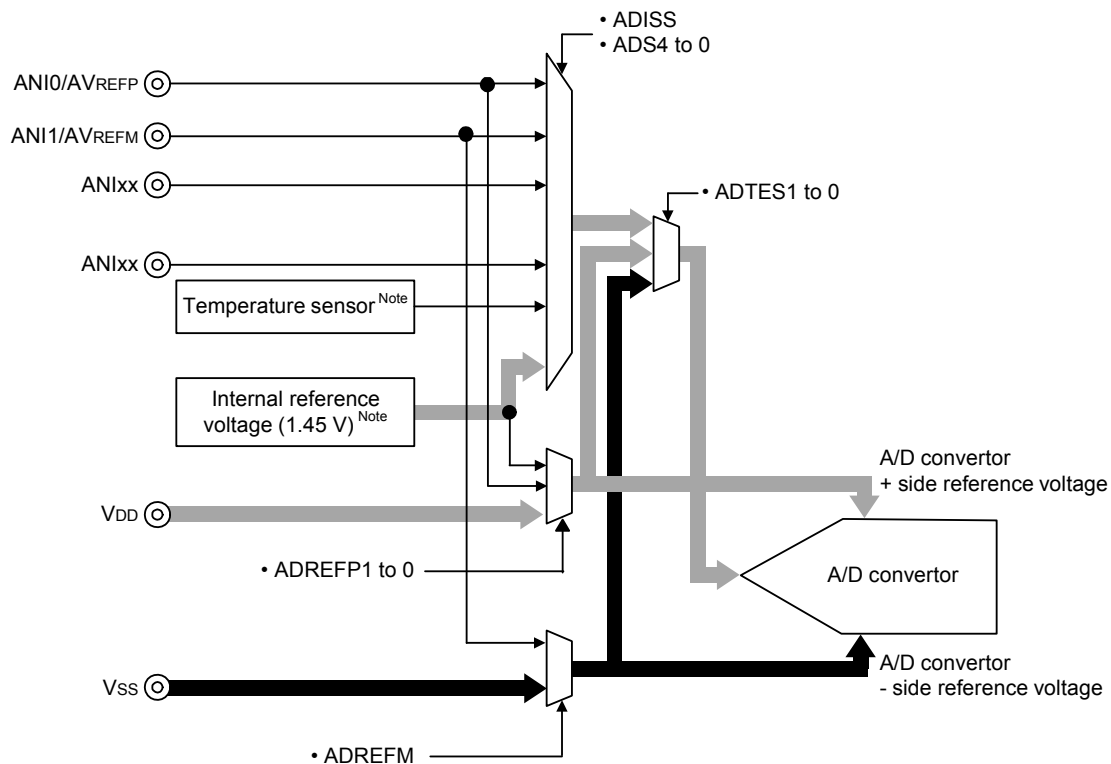 • ADISS
• ADS4 to 0
ANI0/AVREFP
ANI1/AVREFM
ANIxx
• ADTES1 to 0
ANIxx
Temperature sensor Note
Internal reference
voltage (1.45 V) Note
A/D convertor
+ side reference voltage
VDD
• ADREFP1 to 0
A/D convertor
A/D convertor
- side reference voltage
VSS
• ADREFM